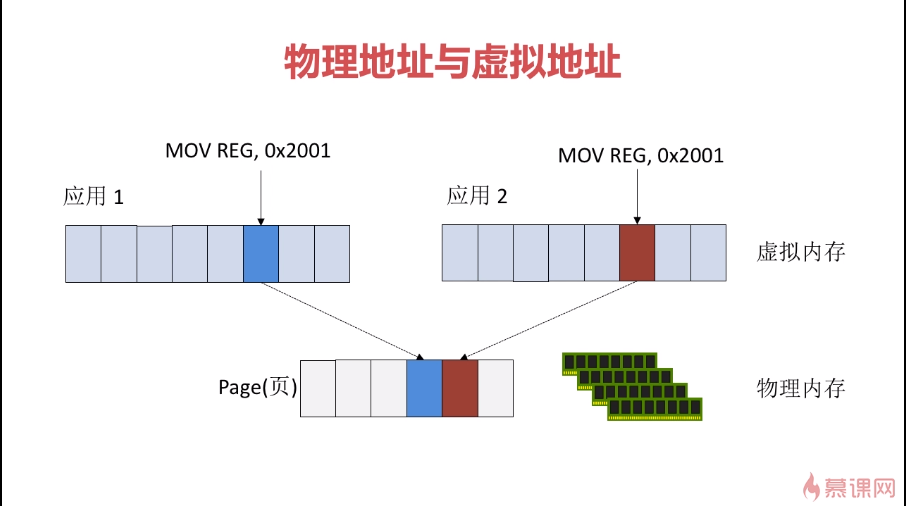 物理地址与虚拟地址
MOV REG, 0x2001
MOV REG, 0x2001
应用 1
应用 2
虚拟内存
Page(页)
物理内存
慕课网